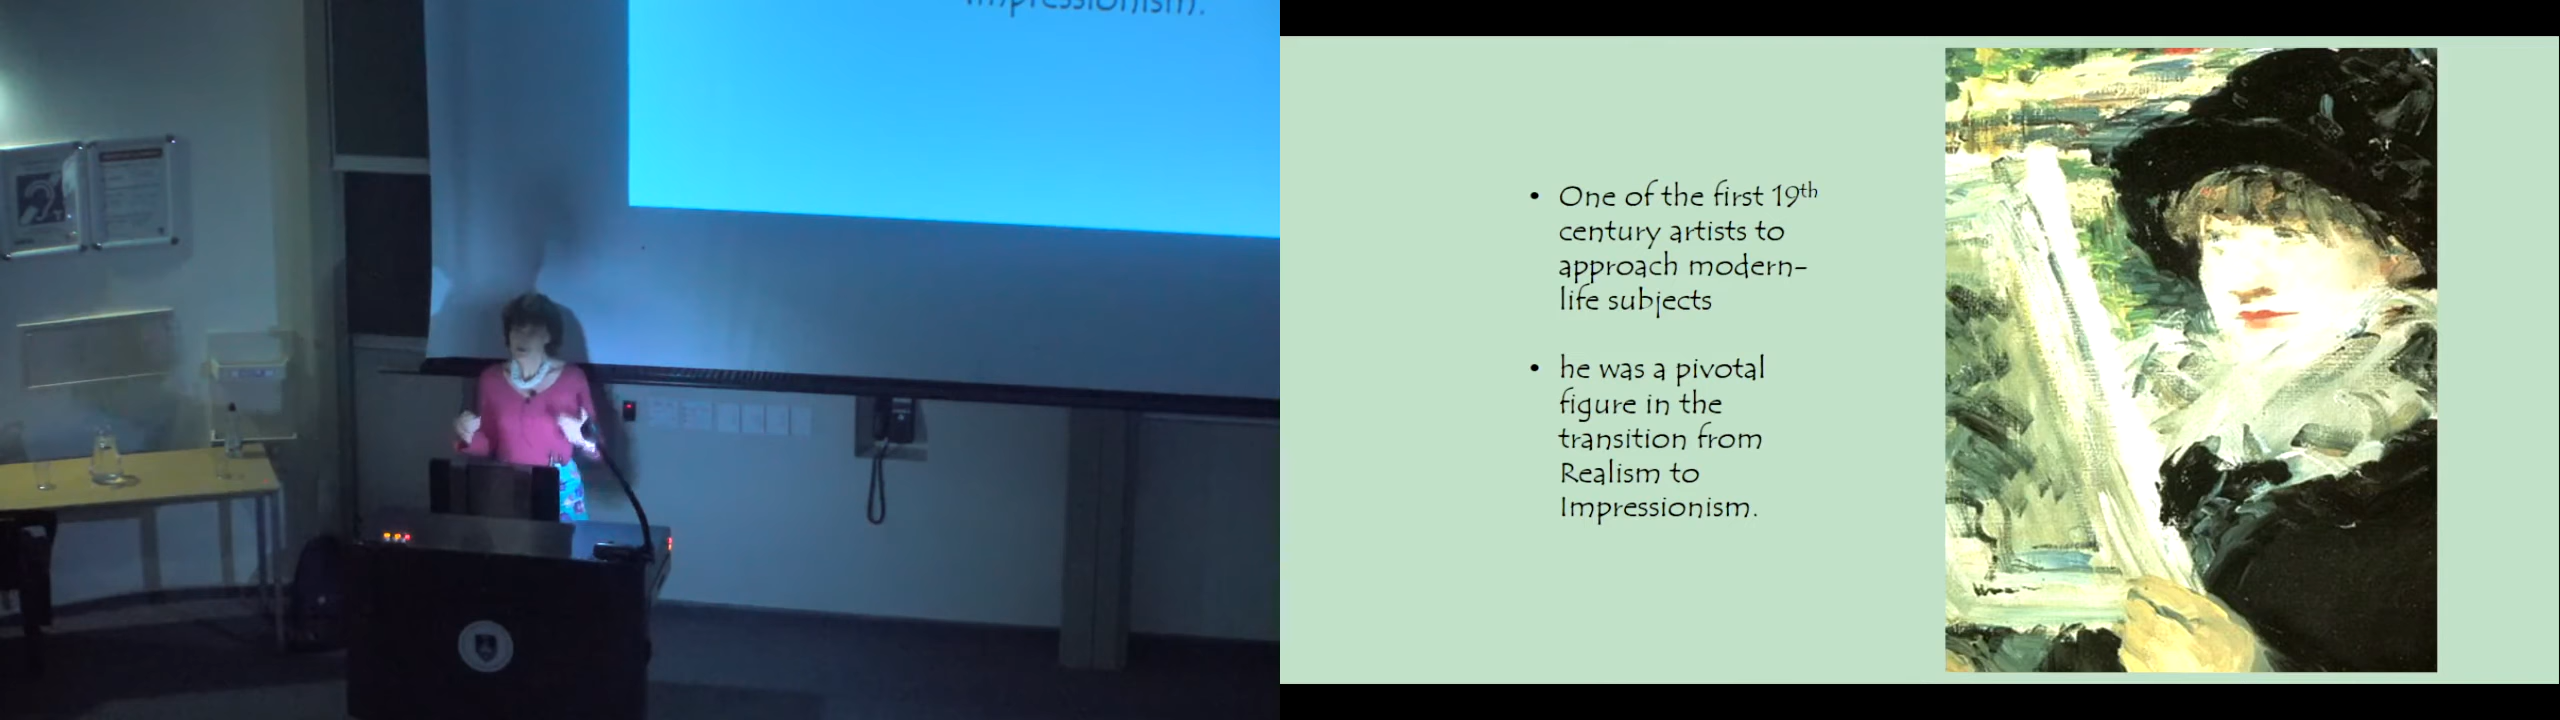 Impressionism.
• One of the first 19th
century artists to
approach modern-
life subjects
• he was a pivotal
figure in the
transition from
Realism to
Impressionism.